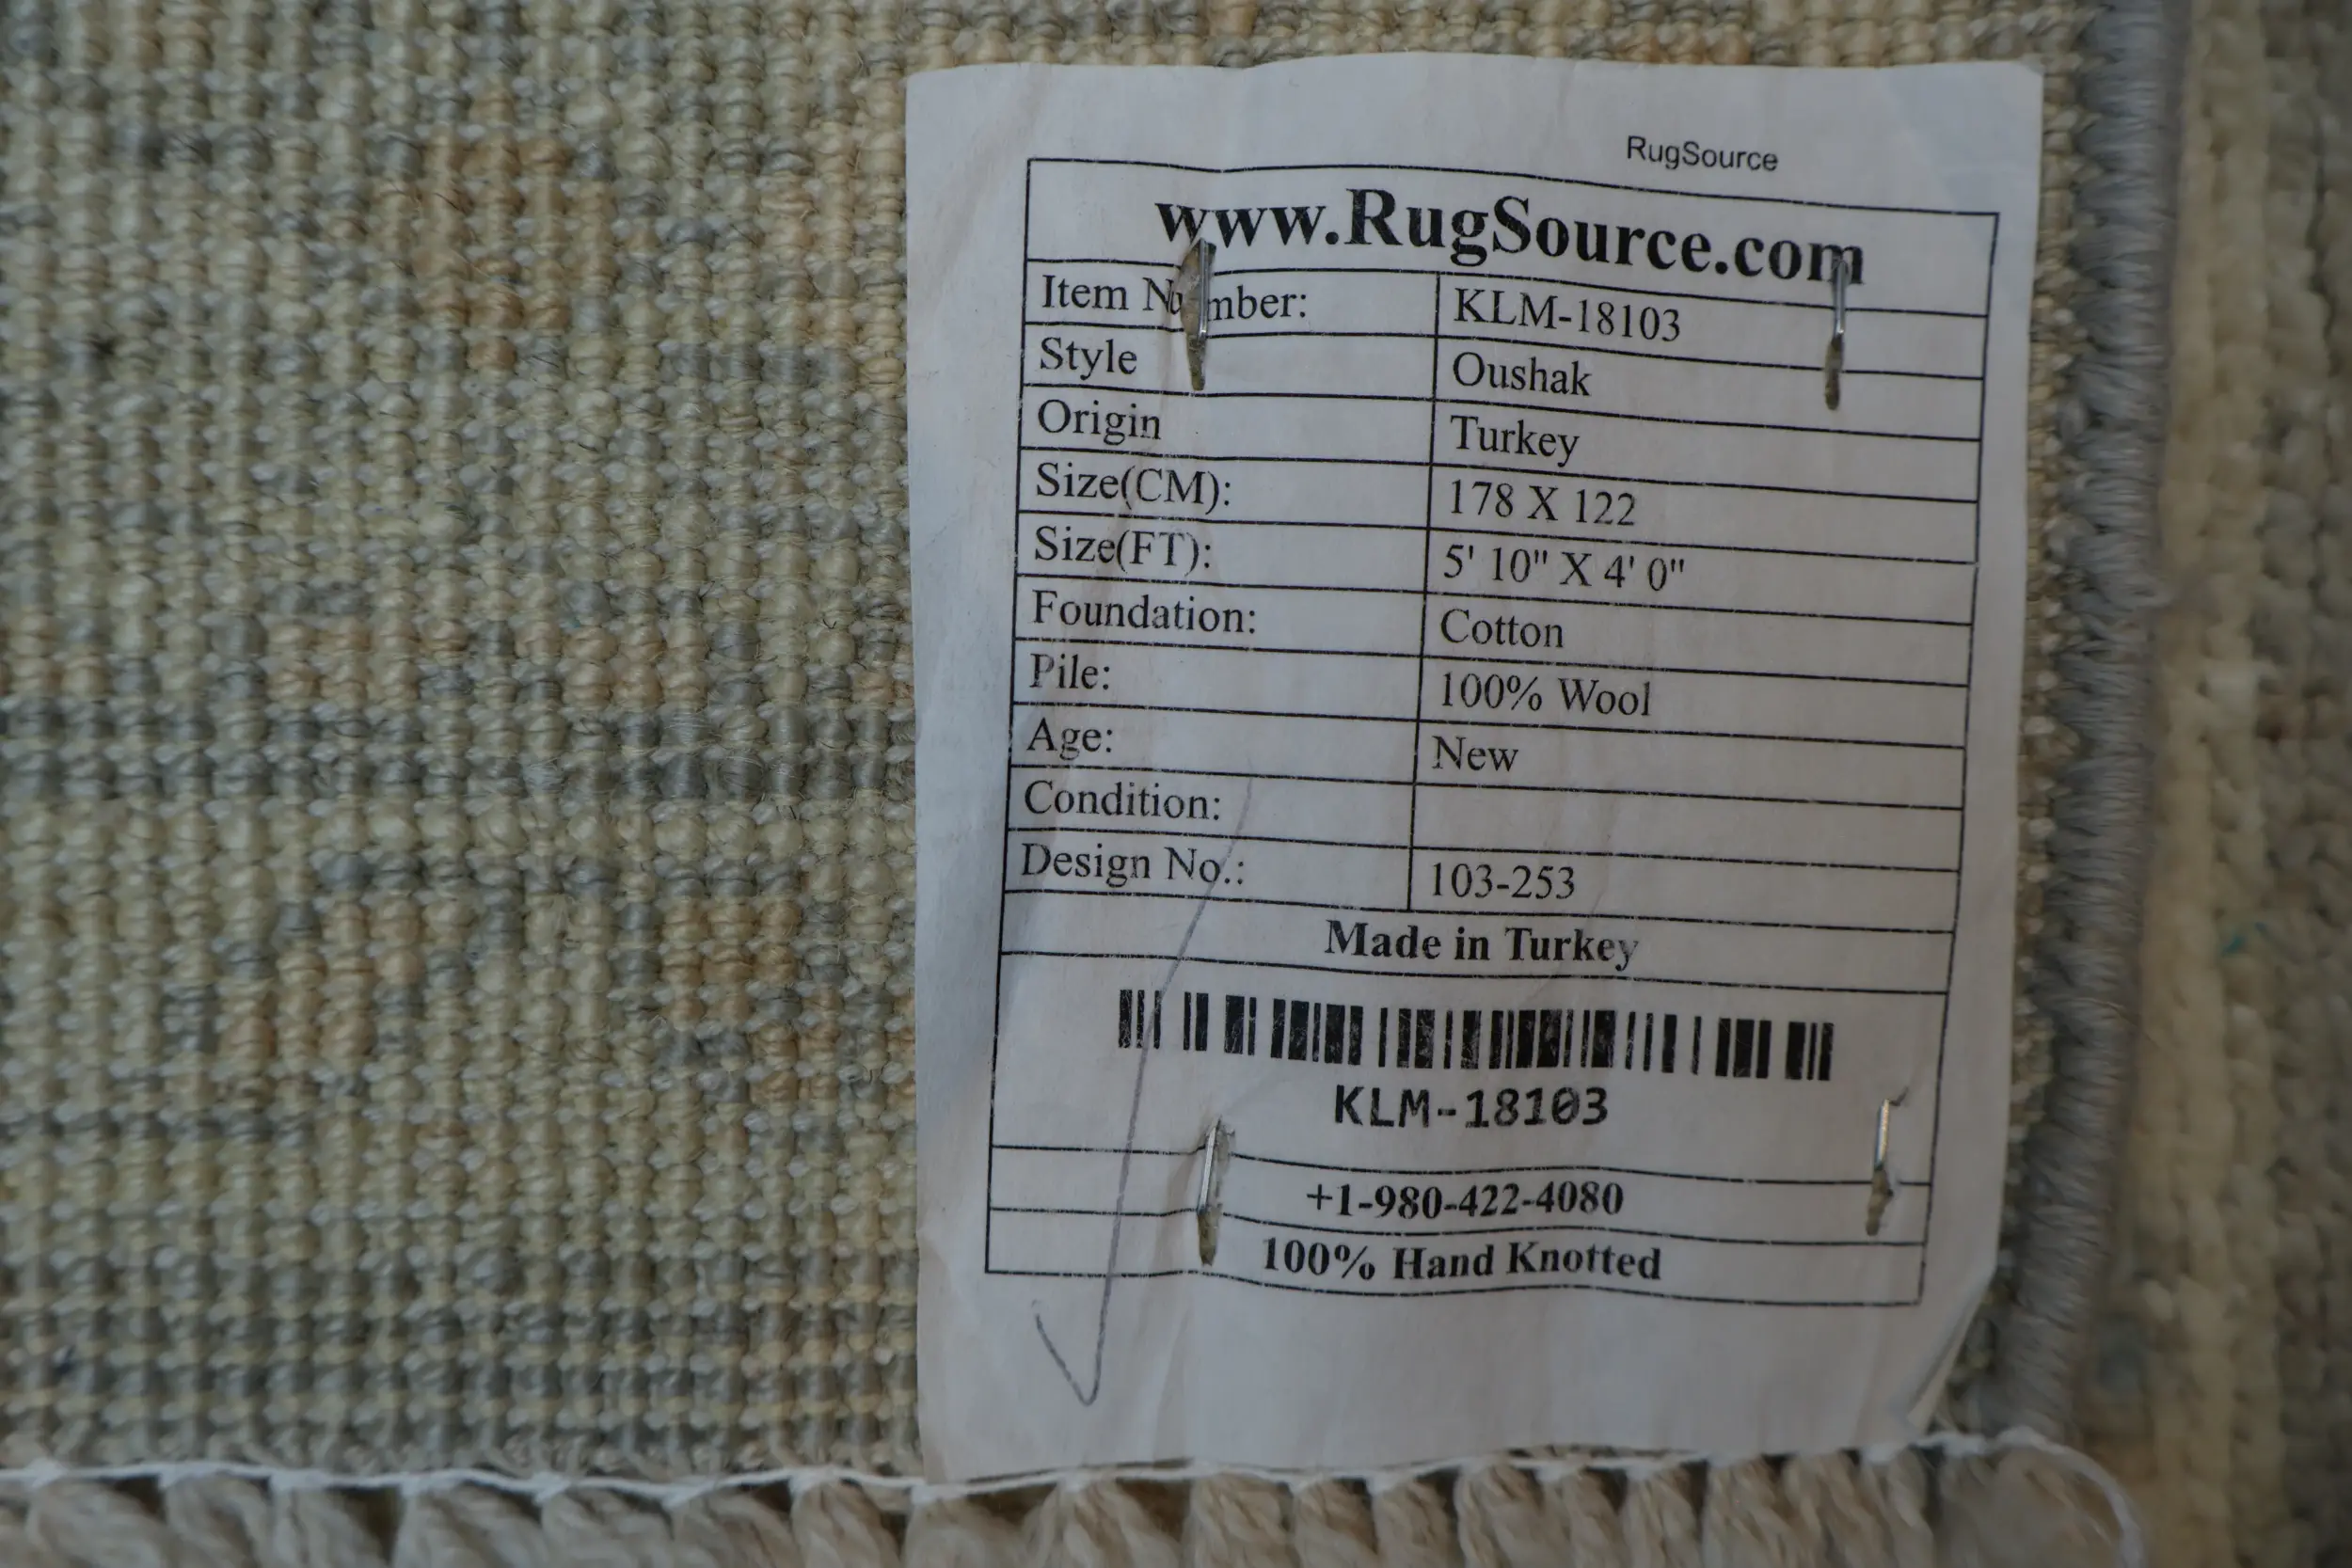 RugSource
www.RugSource.com
Item Number: KLM-18103
Style Oushak
Origin Turkey
Size(CM): 178 X 122
Size(FT): 5' 10" X 4' 0"
Foundation: Cotton
Pile: 100% Wool
Age: New
Condition:
Design No.: 103-253
Made in Turkey
KLM-18103
+1-980-422-4080
100% Hand Knotted